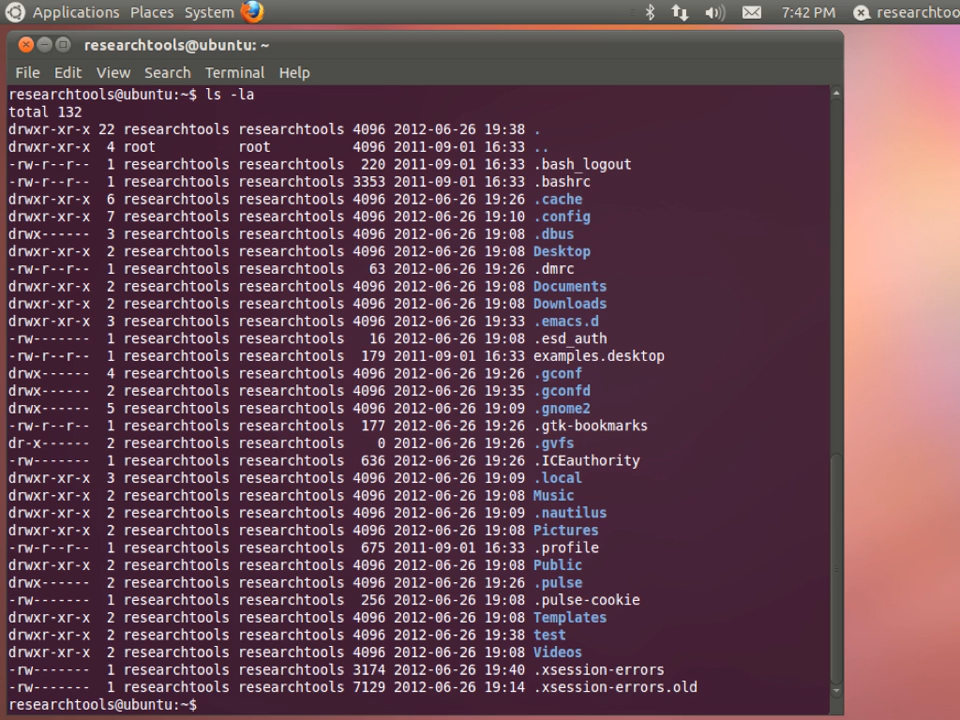 Applications Places System 7:42 PM researchtoo
researchtools@ubuntu: ~
File Edit View Search Terminal Help
researchtools@ubuntu:~$ ls -la
total 132
drwxr-xr-x 22 researchtools researchtools 4096 2012-06-26 19:38 .
drwxr-xr-x  4 root          root          4096 2011-09-01 16:33 ..
-rw-r--r--  1 researchtools researchtools  220 2011-09-01 16:33 .bash_logout
-rw-r--r--  1 researchtools researchtools 3353 2011-09-01 16:33 .bashrc
drwxr-xr-x  6 researchtools researchtools 4096 2012-06-26 19:26 .cache
drwxr-xr-x  7 researchtools researchtools 4096 2012-06-26 19:10 .config
drwx------  3 researchtools researchtools 4096 2012-06-26 19:08 .dbus
drwxr-xr-x  2 researchtools researchtools 4096 2012-06-26 19:08 Desktop
-rw-r--r--  1 researchtools researchtools   63 2012-06-26 19:26 .dmrc
drwxr-xr-x  2 researchtools researchtools 4096 2012-06-26 19:08 Documents
drwxr-xr-x  2 researchtools researchtools 4096 2012-06-26 19:08 Downloads
drwxr-xr-x  3 researchtools researchtools 4096 2012-06-26 19:33 .emacs.d
-rw-------  1 researchtools researchtools   16 2012-06-26 19:08 .esd_auth
-rw-r--r--  1 researchtools researchtools  179 2011-09-01 16:33 examples.desktop
drwx------  4 researchtools researchtools 4096 2012-06-26 19:26 .gconf
drwx------  2 researchtools researchtools 4096 2012-06-26 19:35 .gconfd
drwx------  5 researchtools researchtools 4096 2012-06-26 19:09 .gnome2
-rw-r--r--  1 researchtools researchtools  177 2012-06-26 19:26 .gtk-bookmarks
dr-x------  2 researchtools researchtools    0 2012-06-26 19:26 .gvfs
-rw-------  1 researchtools researchtools  636 2012-06-26 19:26 .ICEauthority
drwxr-xr-x  3 researchtools researchtools 4096 2012-06-26 19:09 .local
drwxr-xr-x  2 researchtools researchtools 4096 2012-06-26 19:08 Music
drwxr-xr-x  2 researchtools researchtools 4096 2012-06-26 19:09 .nautilus
drwxr-xr-x  2 researchtools researchtools 4096 2012-06-26 19:08 Pictures
-rw-r--r--  1 researchtools researchtools  675 2011-09-01 16:33 .profile
drwxr-xr-x  2 researchtools researchtools 4096 2012-06-26 19:08 Public
drwx------  2 researchtools researchtools 4096 2012-06-26 19:26 .pulse
-rw-------  1 researchtools researchtools  256 2012-06-26 19:08 .pulse-cookie
drwxr-xr-x  2 researchtools researchtools 4096 2012-06-26 19:08 Templates
drwxr-xr-x  2 researchtools researchtools 4096 2012-06-26 19:38 test
drwxr-xr-x  2 researchtools researchtools 4096 2012-06-26 19:08 Videos
-rw-------  1 researchtools researchtools 3174 2012-06-26 19:40 .xsession-errors
-rw-------  1 researchtools researchtools 7129 2012-06-26 19:14 .xsession-errors.old
researchtools@ubuntu:~$